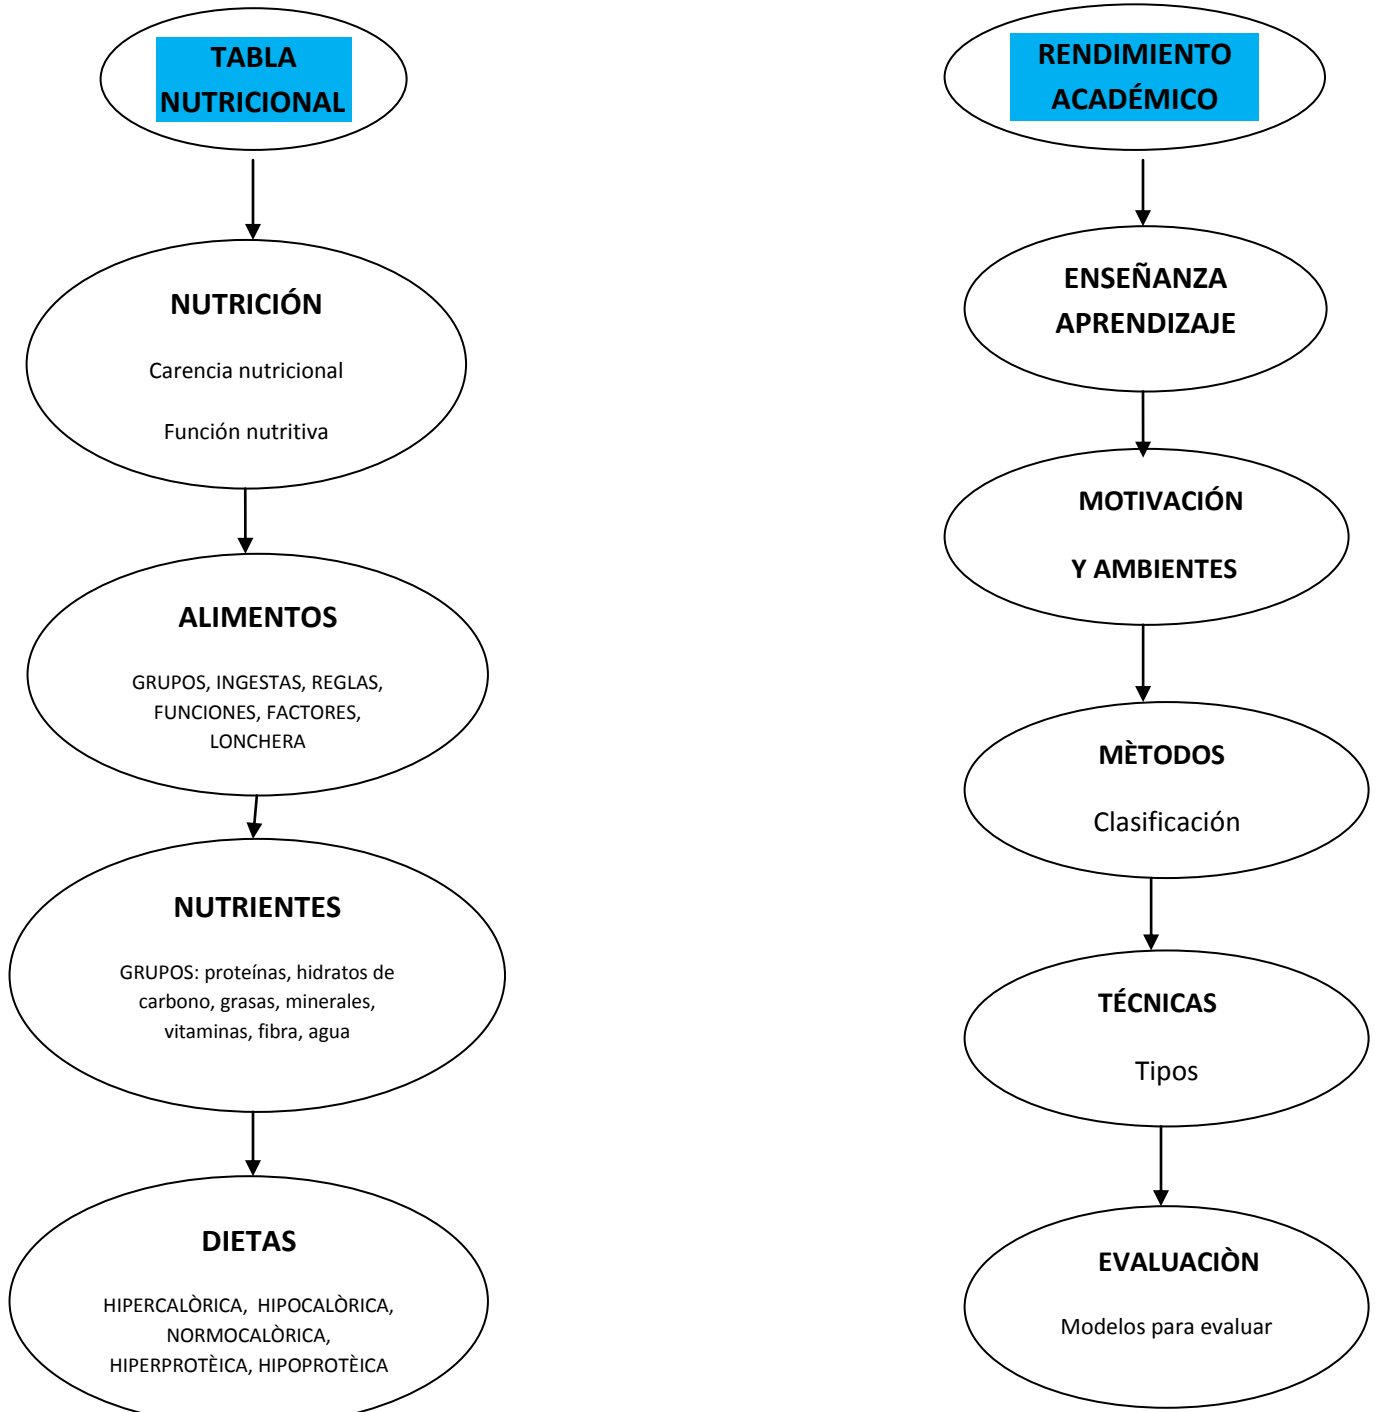 TABLA
NUTRICIONAL
NUTRICIÓN
Carencia nutricional
Función nutritiva
ALIMENTOS
GRUPOS, INGESTAS, REGLAS,
FUNCIONES, FACTORES,
LONCHERA
NUTRIENTES
GRUPOS: proteínas, hidratos de
carbono, grasas, minerales,
vitaminas, fibra, agua
DIETAS
HIPERCALÒRICA, HIPOCALÒRICA,
NORMOCALÒRICA,
HIPERPROTÈICA, HIPOPROTÈICA
RENDIMIENTO
ACADÉMICO
ENSEÑANZA
APRENDIZAJE
MOTIVACIÓN
Y AMBIENTES
MÈTODOS
Clasificación
TÉCNICAS
Tipos
EVALUACIÒN
Modelos para evaluar